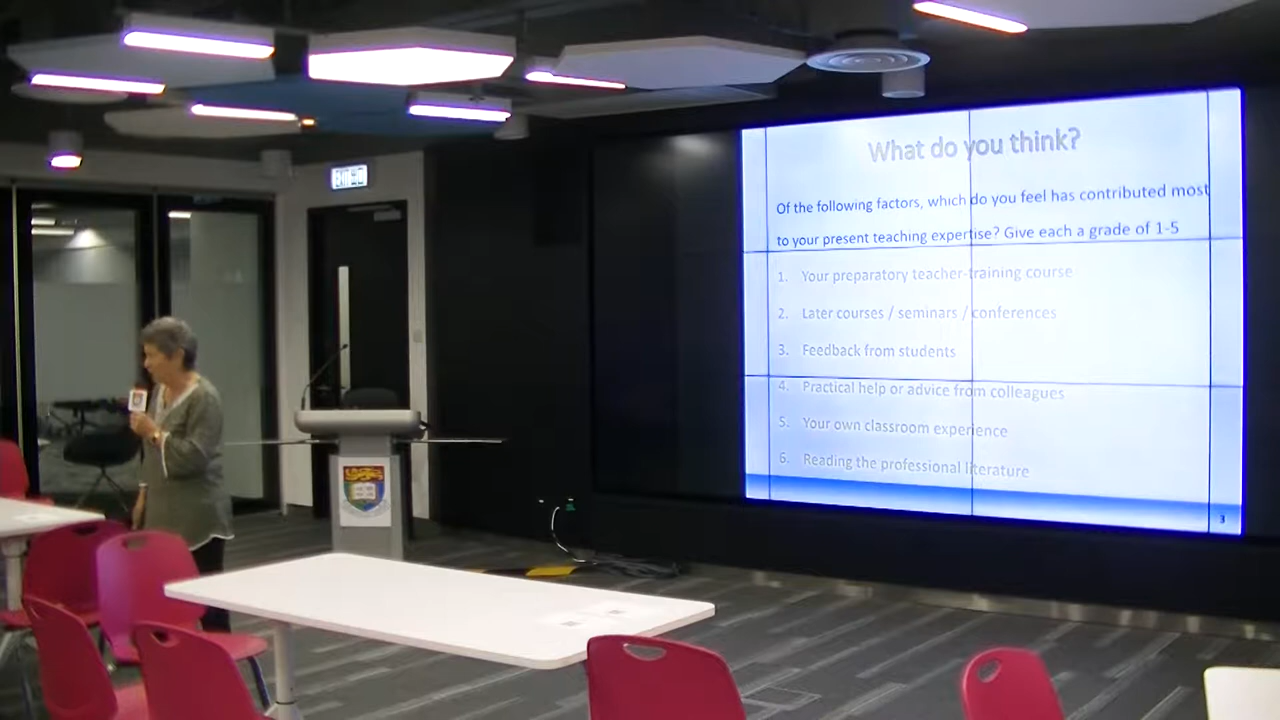 EXIT 出口
What do you think?
Of the following factors, which do you feel has contributed most
to your present teaching expertise? Give each a grade of 1-5
1. Your preparatory teacher-training course
2. Later courses / seminars / conferences
3. Feedback from students
4. Practical help or advice from colleagues
5. Your own classroom experience
6. Reading the professional literature
3